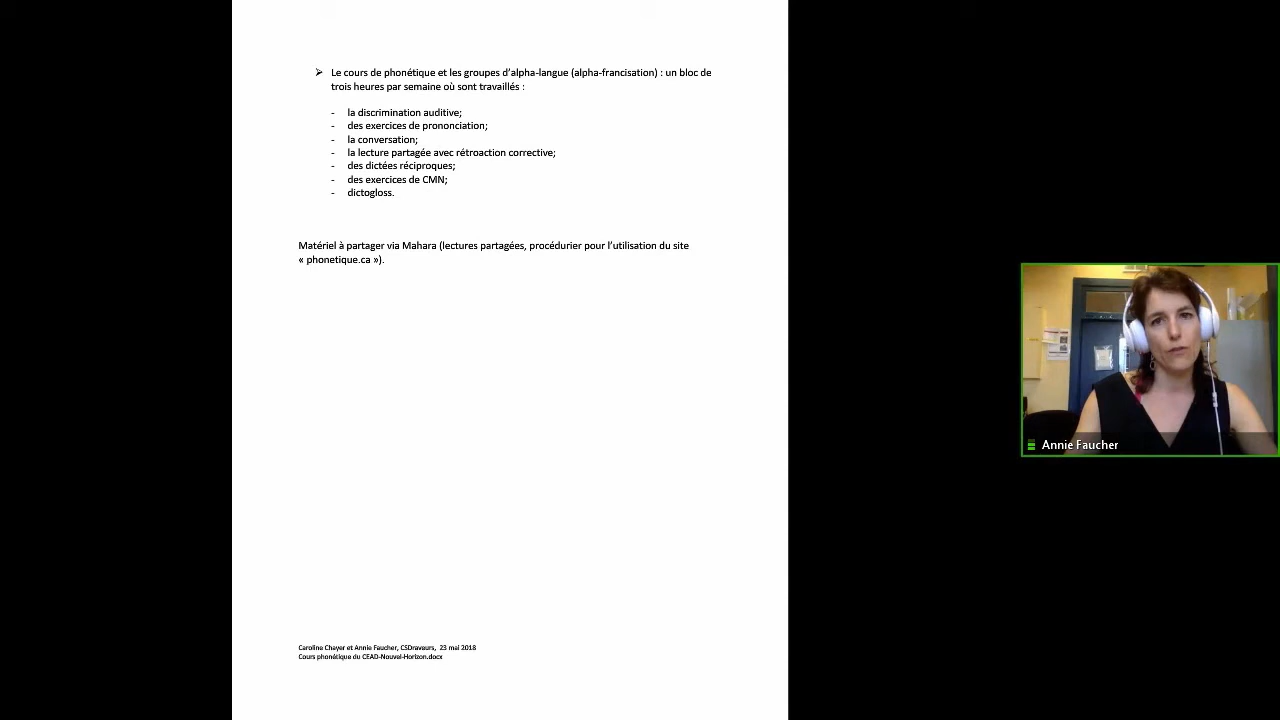 ➢ Le cours de phonétique et les groupes d'alpha-langue (alpha-francisation) : un bloc de
trois heures par semaine où sont travaillés :
- la discrimination auditive;
- des exercices de prononciation;
- la conversation;
- la lecture partagée avec rétroaction corrective;
- des dictées réciproques;
- des exercices de CMN;
- dictogloss.
Matériel à partager via Mahara (lectures partagées, procédurier pour l'utilisation du site
« phonetique.ca »).
Annie Faucher
Caroline Chayer et Annie Faucher, CSDraveurs, 23 mai 2018
Cours phonétique du CEAD-Nouvel-Horizon.docx